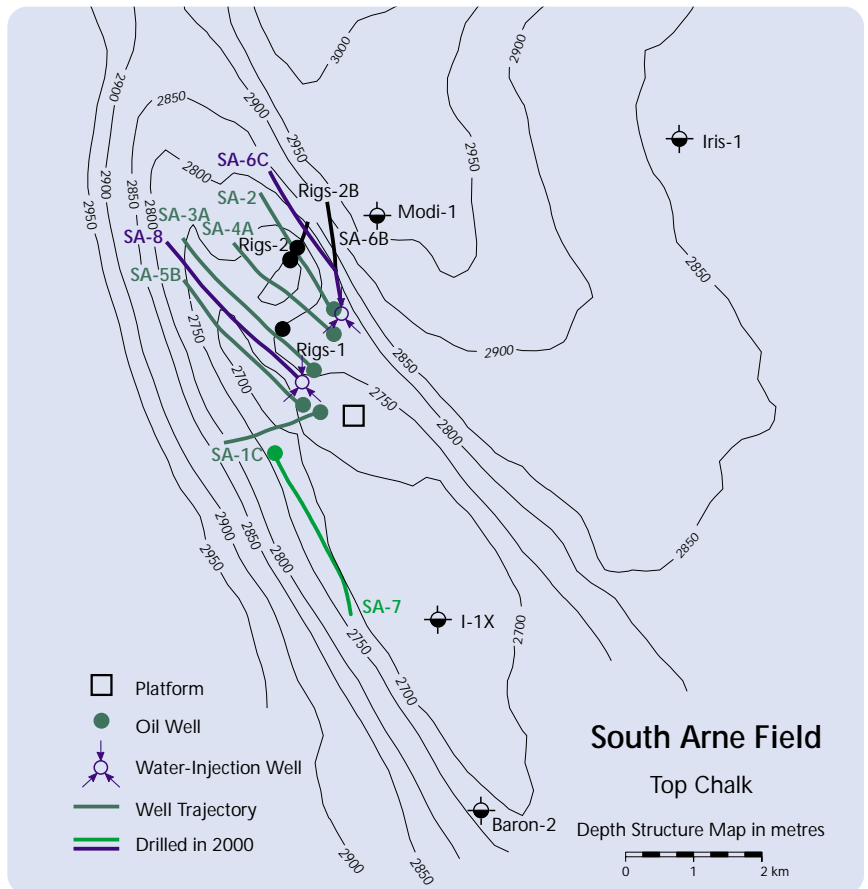 3000
2900
2900
2850
2900
2950
Iris-1
SA-6C
2950
2800
2900
SA-2
Rigs-2B
2850
2950
2800
SA-3A
Modi-1
SA-8
SA-4A
Rigs-2
SA-6B
SA-5B
2850
2750
Rigs-1
2900
2850
2700
2750
2800
SA-1C
2900
2850
2950
2800
2850
SA-7
I-1X
2700
2750
2700
Platform
Oil Well
Water-Injection Well
Well Trajectory
Drilled in 2000
South Arne Field
Top Chalk
Baron-2
Depth Structure Map in metres
0 1 2 km
2900
2850